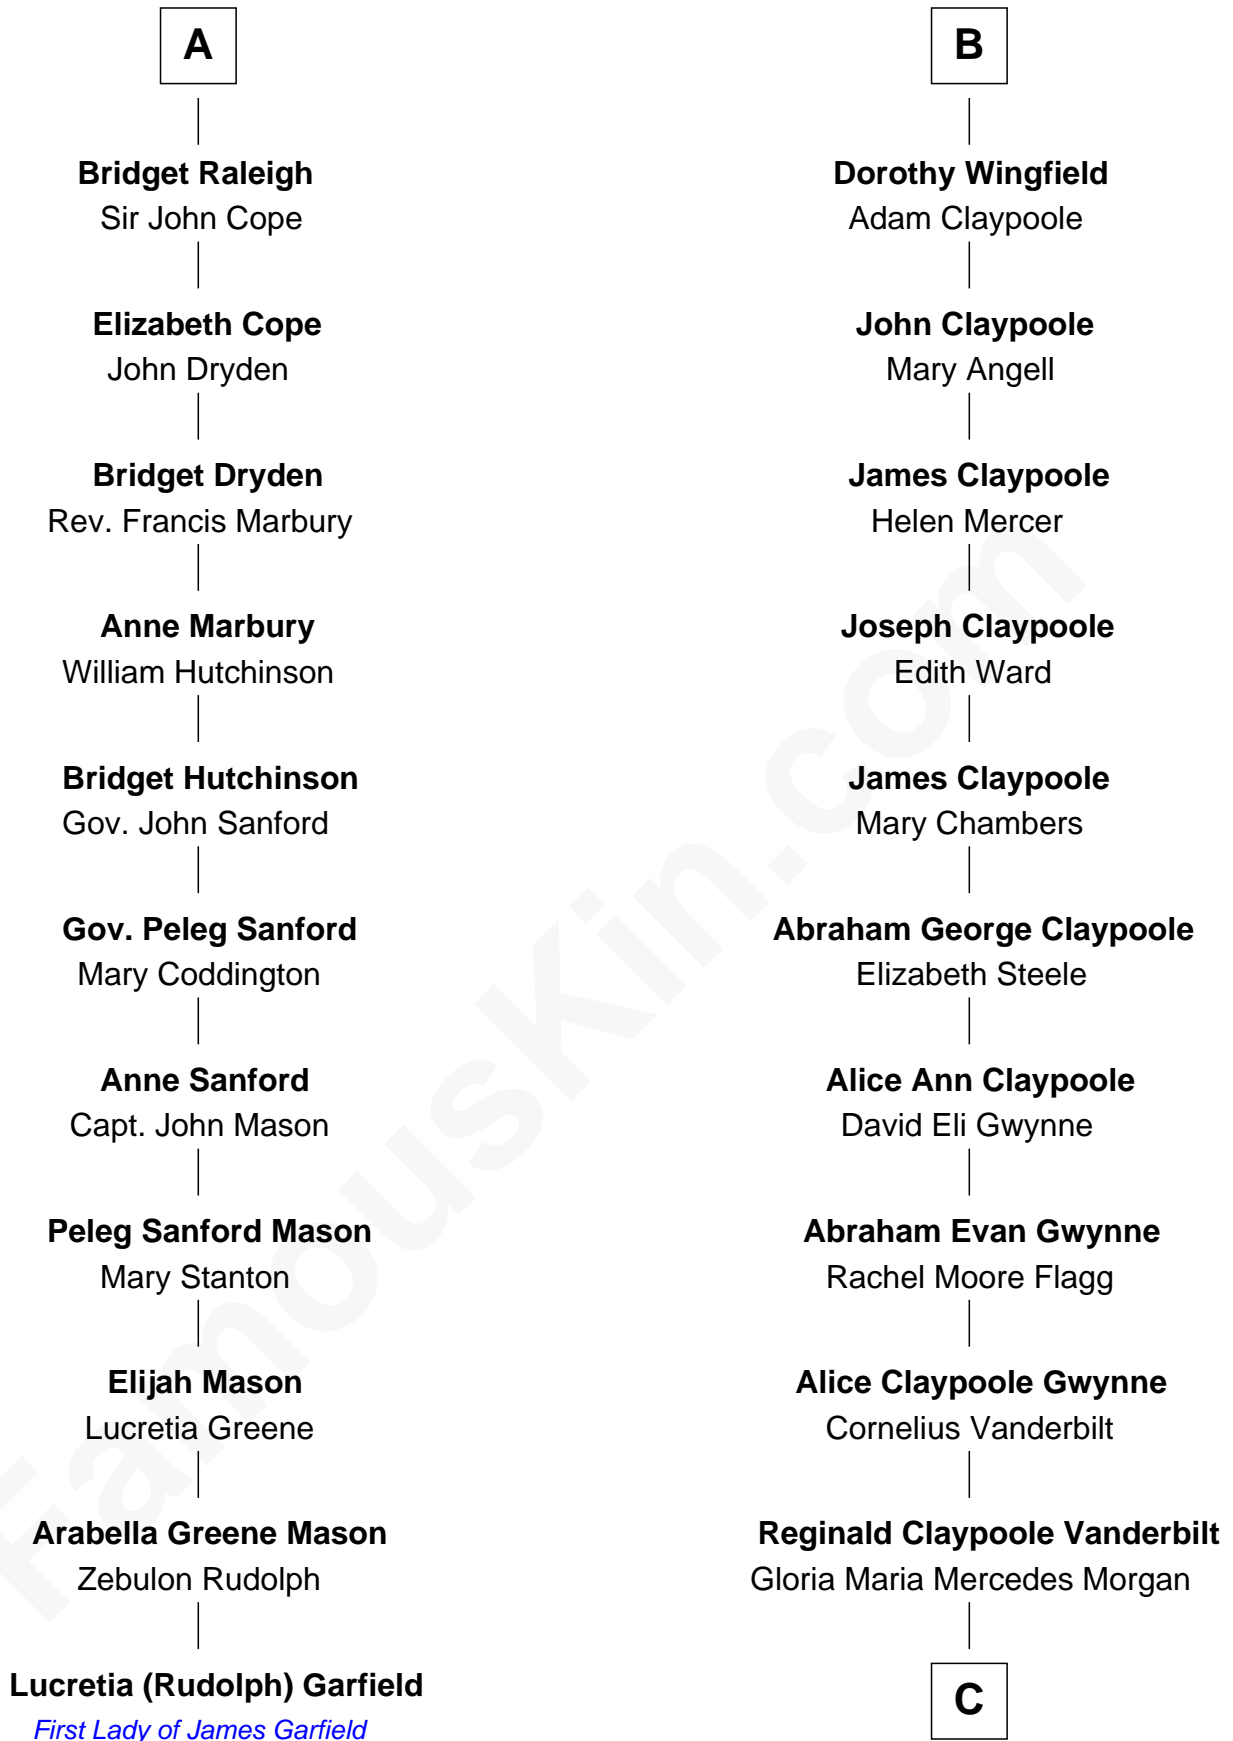 A
Bridget Raleigh
Sir John Cope
Elizabeth Cope
John Dryden
Bridget Dryden
Rev. Francis Marbury
Anne Marbury
William Hutchinson
Bridget Hutchinson
Gov. John Sanford
Gov. Peleg Sanford
Mary Coddington
Anne Sanford
Capt. John Mason
Peleg Sanford Mason
Mary Stanton
Elijah Mason
Lucretia Greene
Arabella Greene Mason
Zebulon Rudolph
Lucretia (Rudolph) Garfield
First Lady of James Garfield
B
Dorothy Wingfield
Adam Claypoole
John Claypoole
Mary Angell
James Claypoole
Helen Mercer
Joseph Claypoole
Edith Ward
James Claypoole
Mary Chambers
Abraham George Claypoole
Elizabeth Steele
Alice Ann Claypoole
David Eli Gwynne
Abraham Evan Gwynne
Rachel Moore Flagg
Alice Claypoole Gwynne
Cornelius Vanderbilt
Reginald Claypoole Vanderbilt
Gloria Maria Mercedes Morgan
C
FamousKin.com